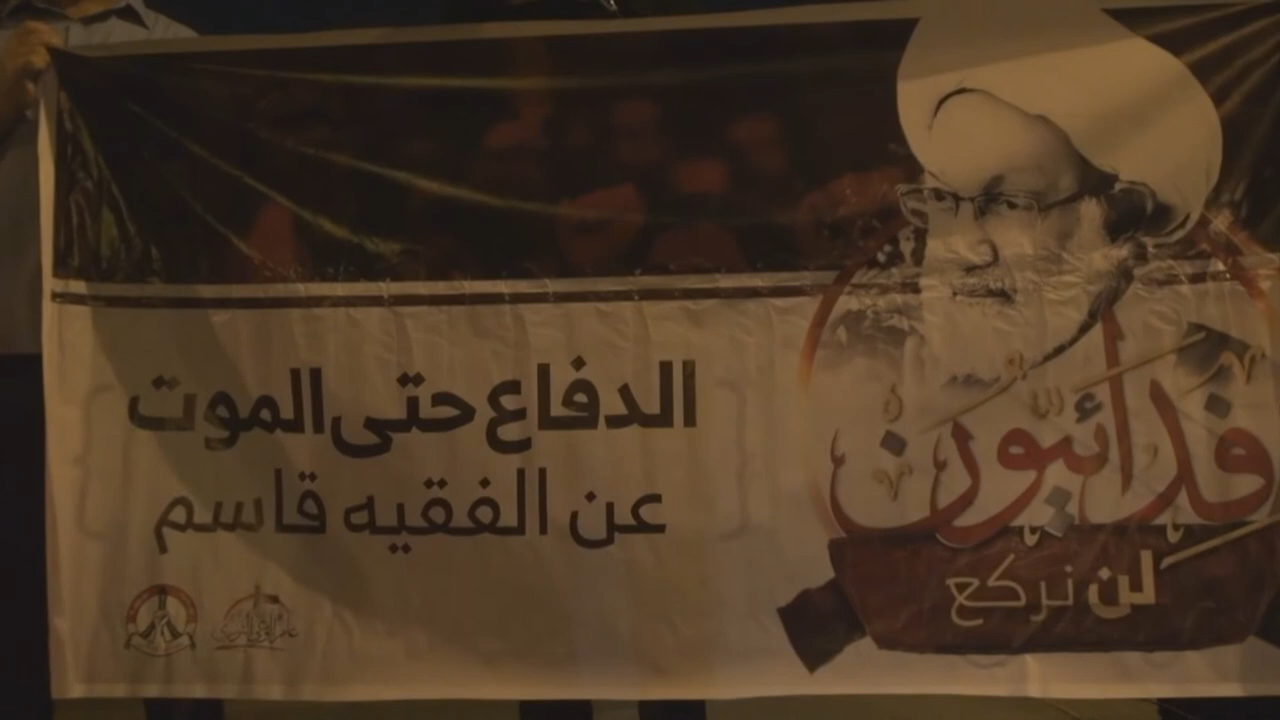 الدفاع حتى الموت
عن الفقيه قاسم
فدائيون
لن نركع